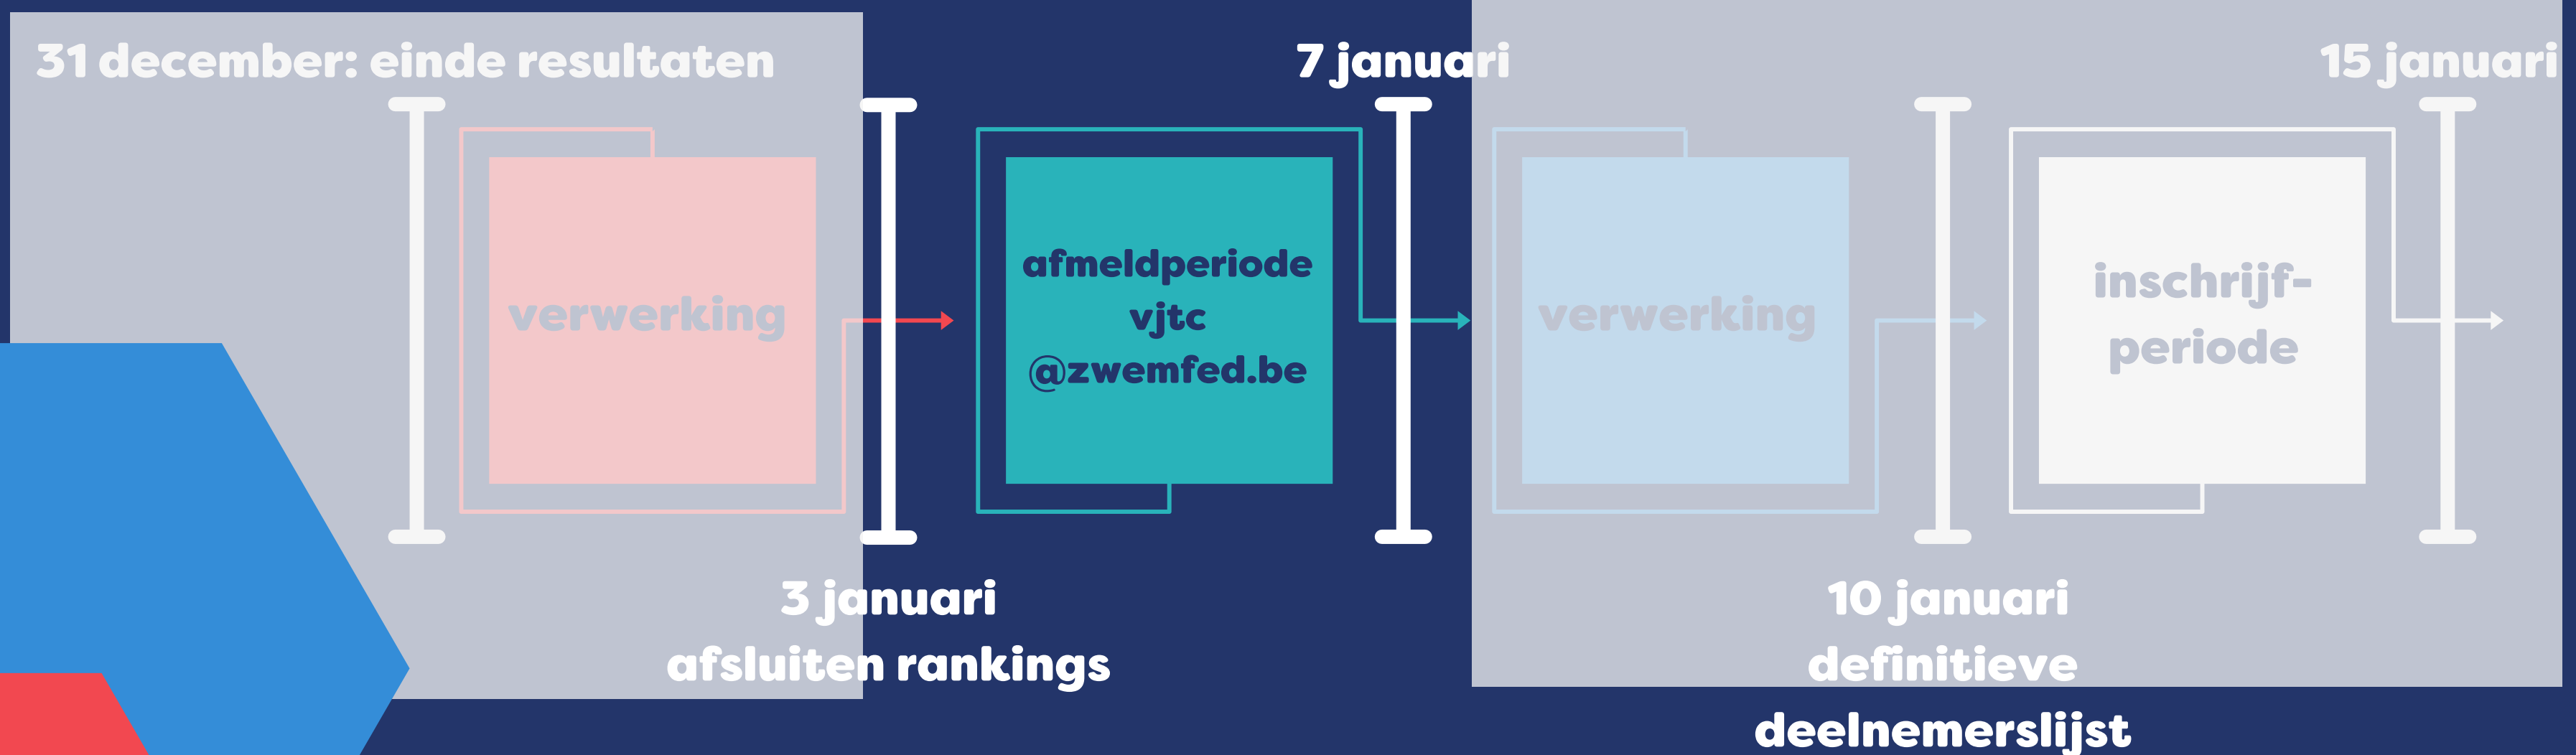 31 december: einde resultaten
7 januari
15 januari
verwerking
afmeldperiode
vjtc
@zwemfed.be
verwerking
inschrijf-
periode
3 januari
afsluiten rankings
10 januari
definitieve
deelnemerslijst